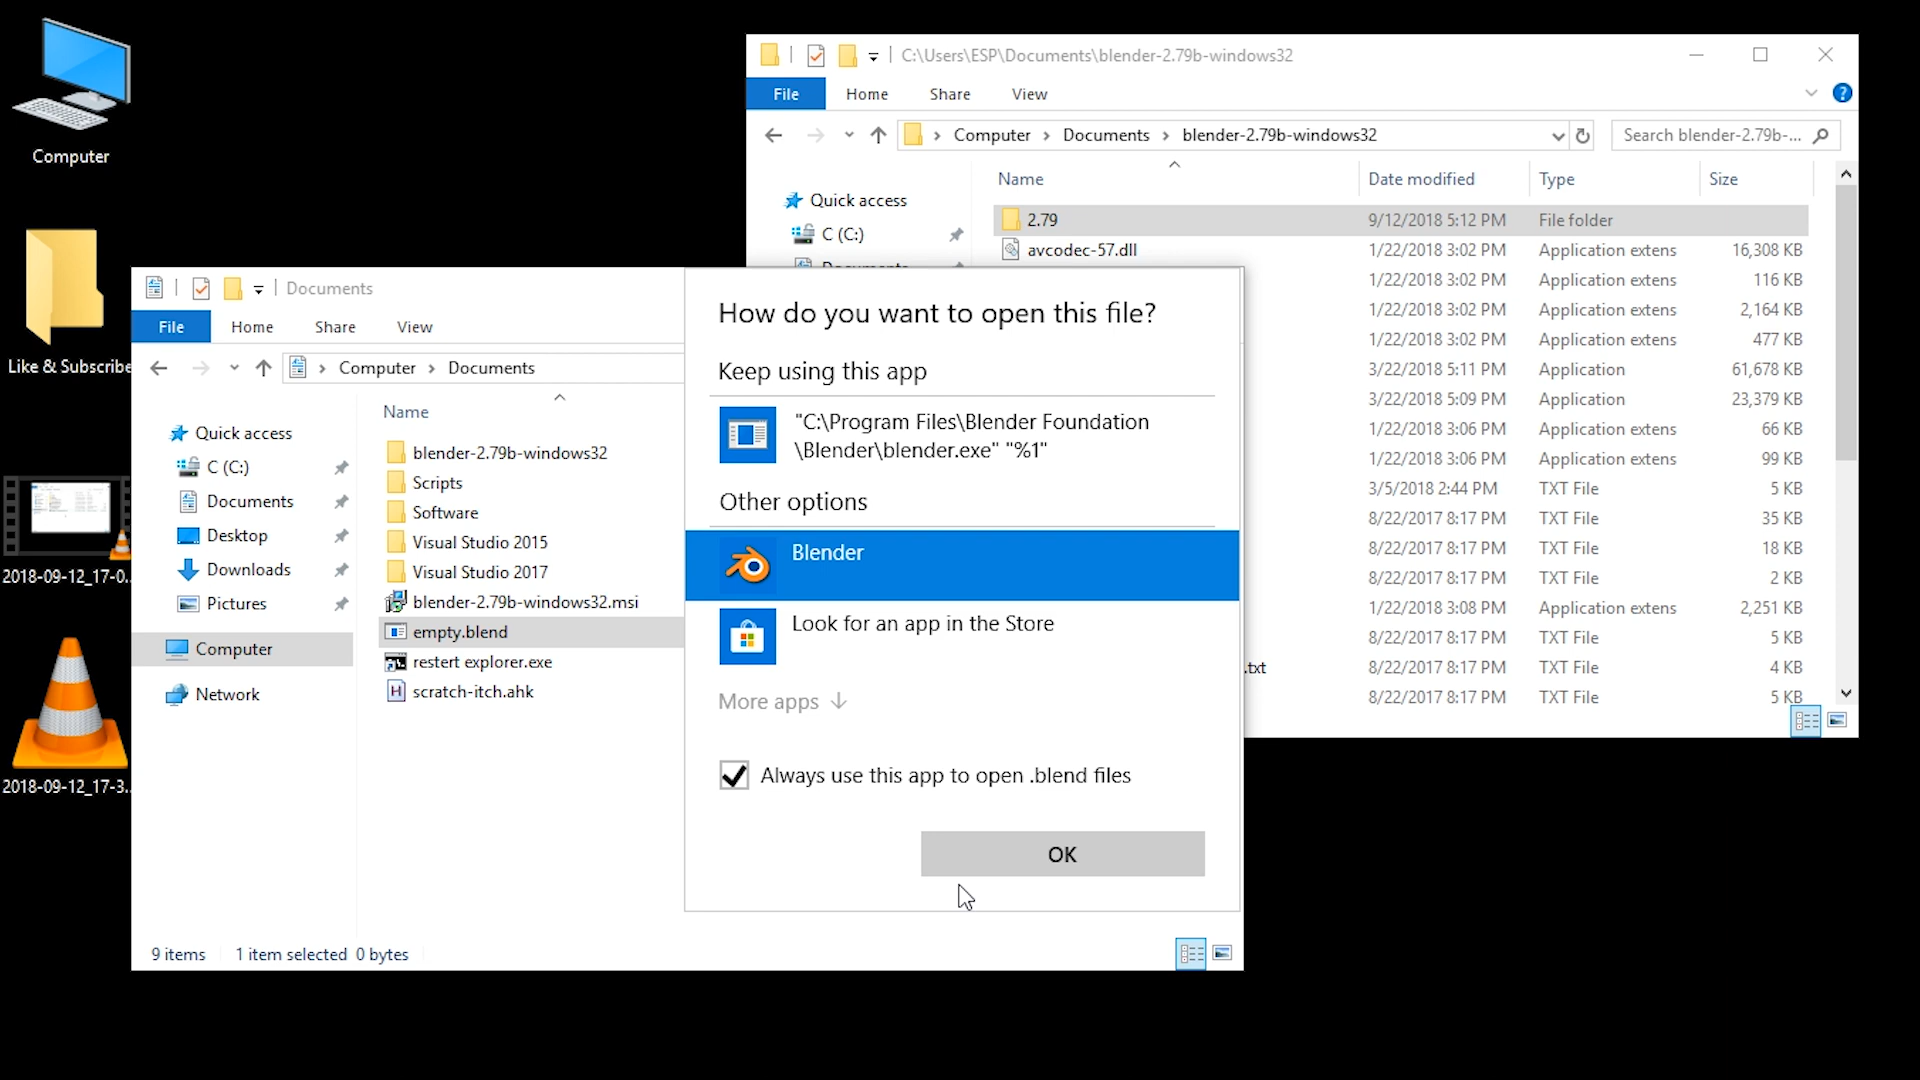 Computer
Like & Subscribe
2018-09-12_17-0...
2018-09-12_17-3...
C:\Users\ESP\Documents\blender-2.79b-windows32
File Home Share View
Computer Documents blender-2.79b-windows32
Search blender-2.79b-...
Quick access
C (C:)
Name Date modified Type Size
2.79 9/12/2018 5:12 PM File folder
avcodec-57.dll 1/22/2018 3:02 PM Application extens 16,308 KB
1/22/2018 3:02 PM Application extens 116 KB
1/22/2018 3:02 PM Application extens 2,164 KB
1/22/2018 3:02 PM Application extens 477 KB
3/22/2018 5:11 PM Application 61,678 KB
3/22/2018 5:09 PM Application 23,379 KB
1/22/2018 3:06 PM Application extens 66 KB
1/22/2018 3:06 PM Application extens 99 KB
3/5/2018 2:44 PM TXT File 5 KB
8/22/2017 8:17 PM TXT File 35 KB
8/22/2017 8:17 PM TXT File 18 KB
8/22/2017 8:17 PM TXT File 2 KB
1/22/2018 3:08 PM Application extens 2,251 KB
8/22/2017 8:17 PM TXT File 5 KB
.txt 8/22/2017 8:17 PM TXT File 4 KB
8/22/2017 8:17 PM TXT File 5 KB
Documents
File Home Share View
Computer Documents
Quick access
C (C:)
Documents
Desktop
Downloads
Pictures
Computer
Network
Name
blender-2.79b-windows32
Scripts
Software
Visual Studio 2015
Visual Studio 2017
blender-2.79b-windows32.msi
empty.blend
restert explorer.exe
scratch-itch.ahk
9 items 1 item selected 0 bytes
How do you want to open this file?
Keep using this app
"C:\Program Files\Blender Foundation
\Blender\blender.exe" "%1"
Other options
Blender
Look for an app in the Store
More apps
Always use this app to open .blend files
OK